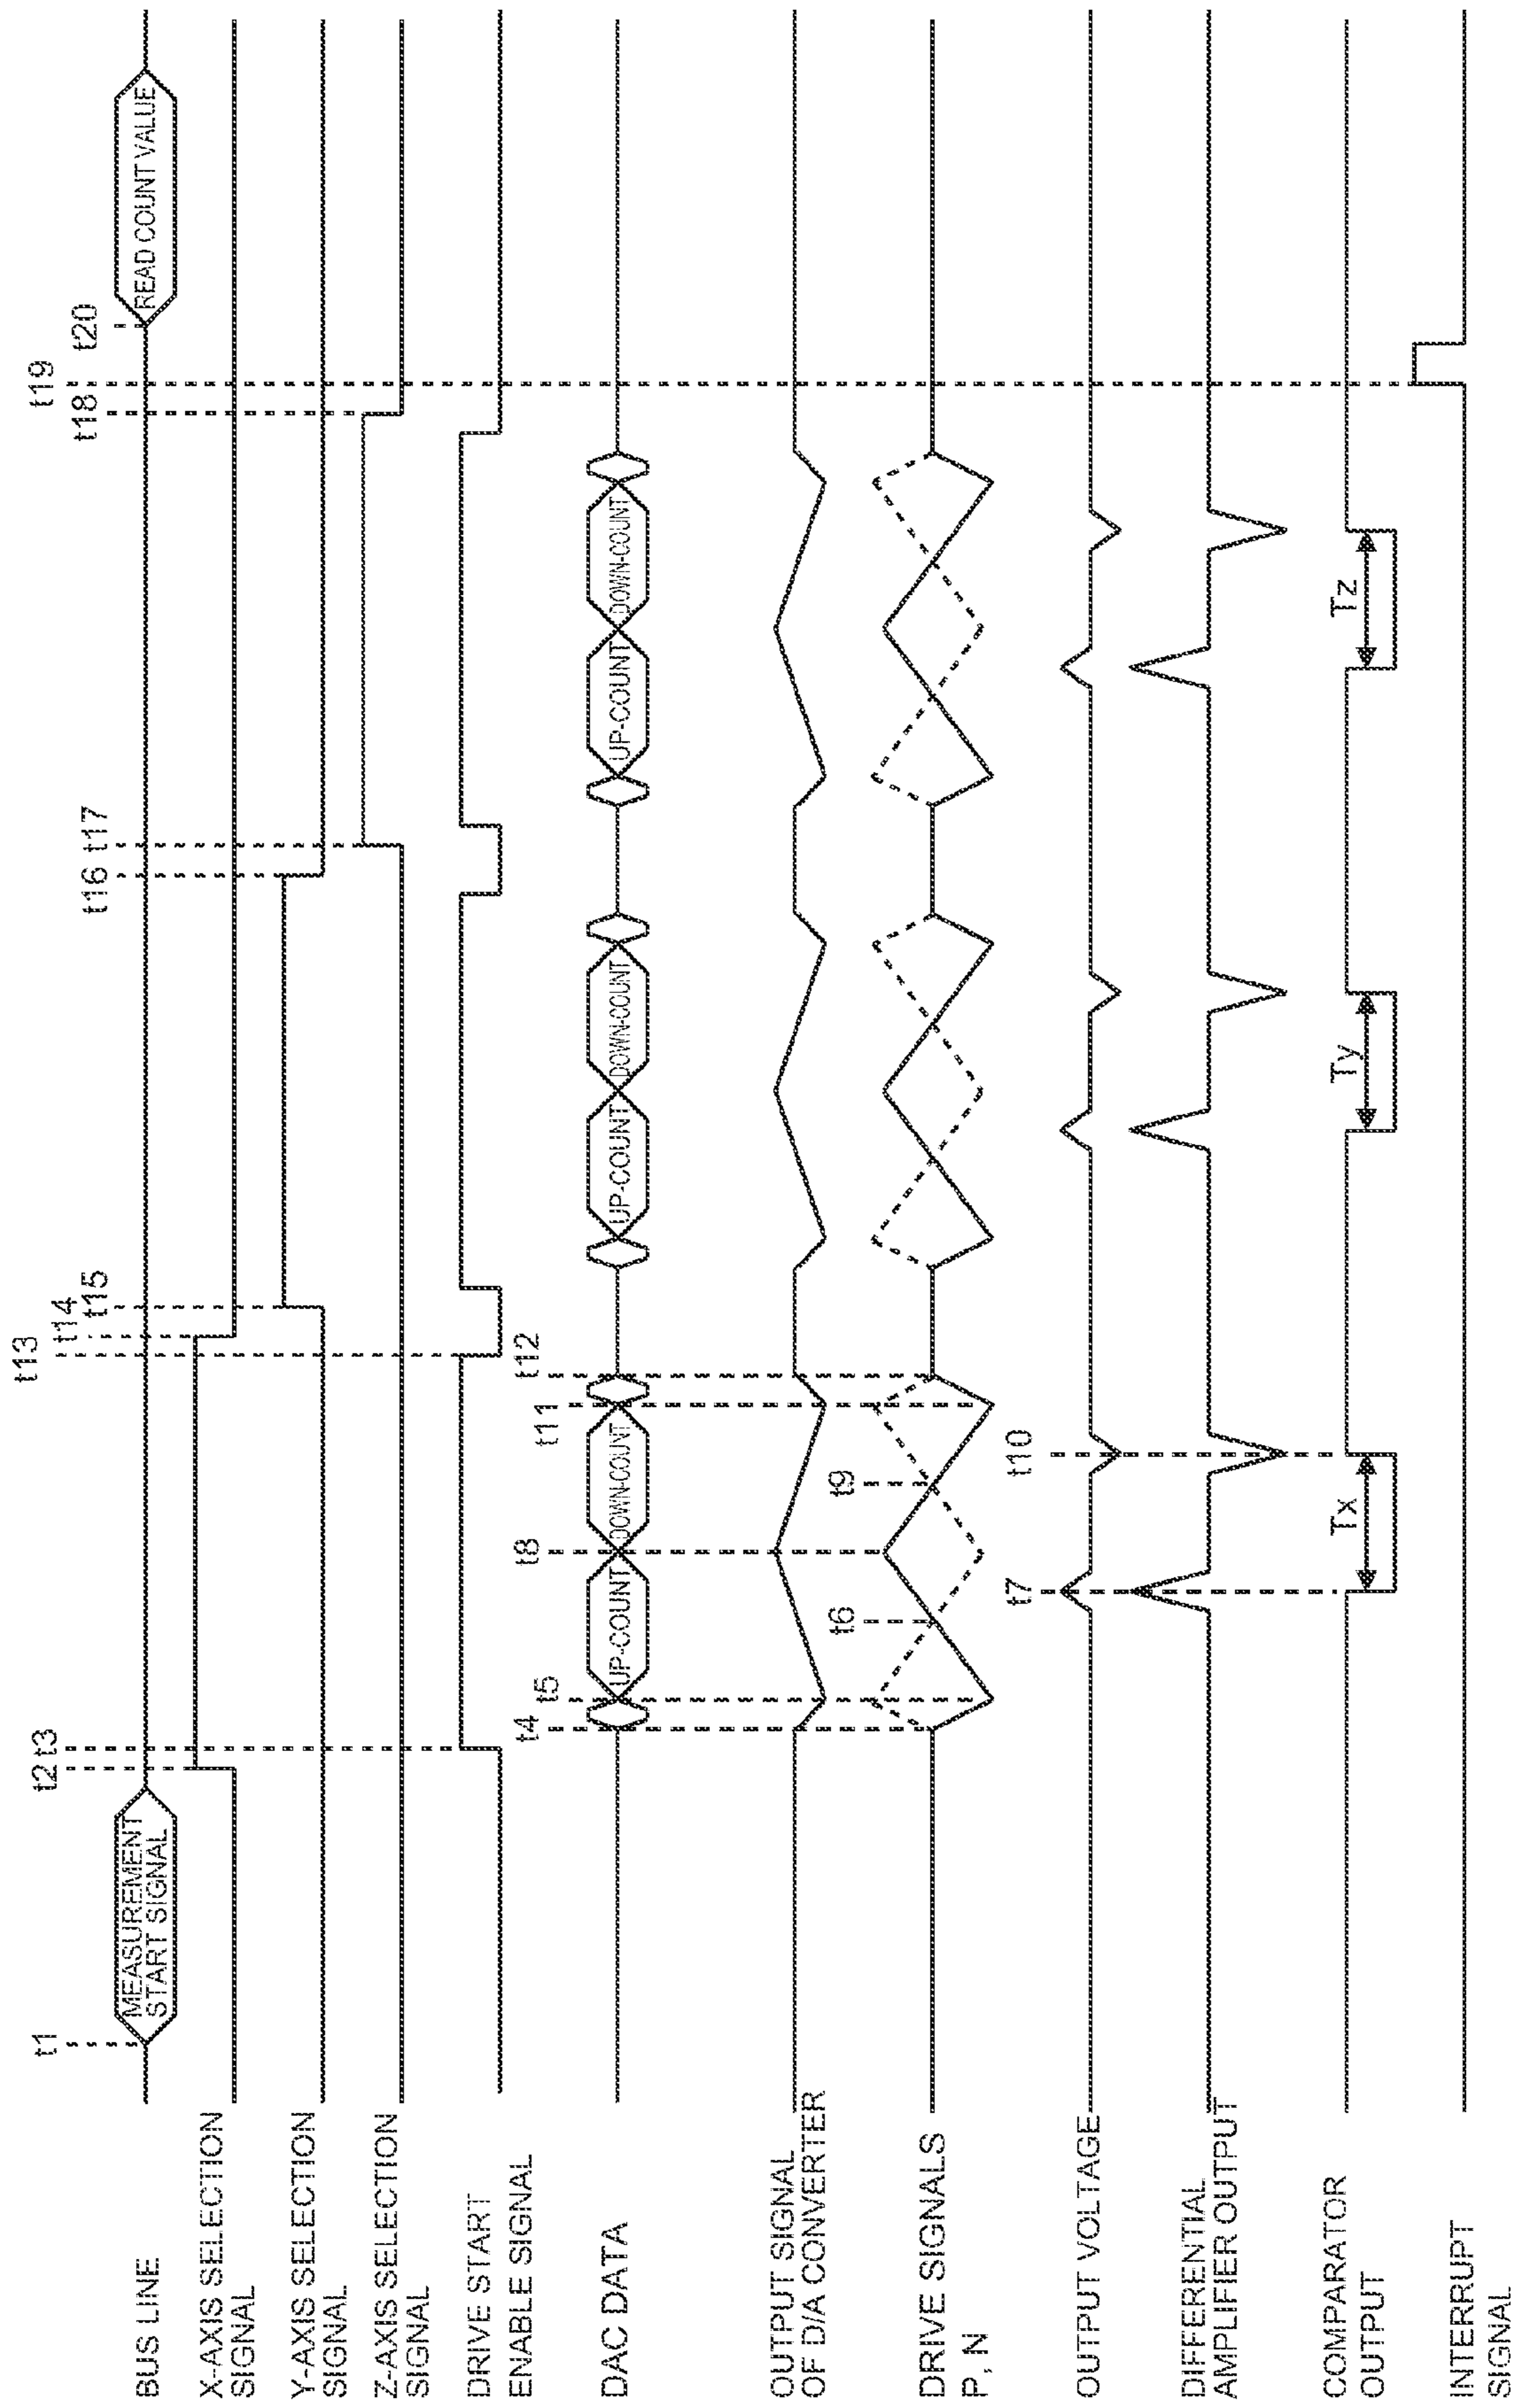 t1
t2
t3
t13
t14
t15
t16
t17
t18
t19
t20
BUS LINE
MEASUREMENT
START SIGNAL
READ COUNT VALUE
X-AXIS SELECTION
SIGNAL
Y-AXIS SELECTION
SIGNAL
Z-AXIS SELECTION
SIGNAL
DRIVE START
ENABLE SIGNAL
t4
t5
t8
t11
t12
DAC DATA
UP-COUNT
DOWN-COUNT
UP-COUNT
DOWN-COUNT
UP-COUNT
DOWN-COUNT
OUTPUT SIGNAL
OF D/A CONVERTER
t6
t9
DRIVE SIGNALS
P, N
t7
t10
OUTPUT VOLTAGE
DIFFERENTIAL
AMPLIFIER OUTPUT
COMPARATOR
OUTPUT
Tx
Ty
Tz
INTERRUPT
SIGNAL